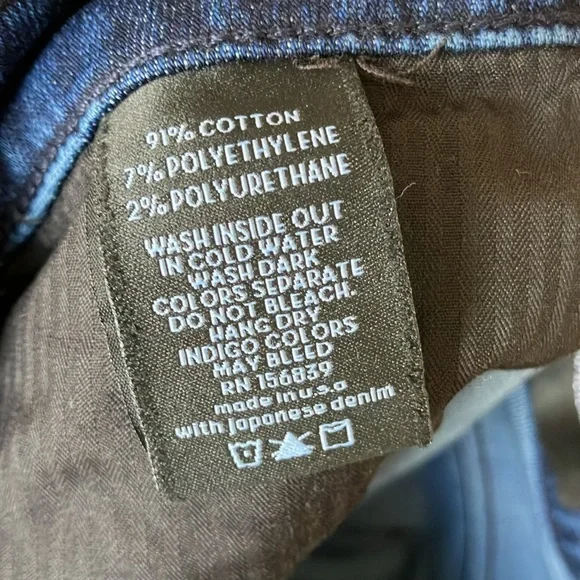 91% COTTON
7% POLYETHYLENE
2% POLYURETHANE
WASH INSIDE OUT
IN COLD WATER
WASH DARK
COLORS SEPARATE
DO NOT BLEACH.
HANG DRY
INDIGO COLORS
MAY BLEED
RN 156839
made in u.s.a
with japanese denim